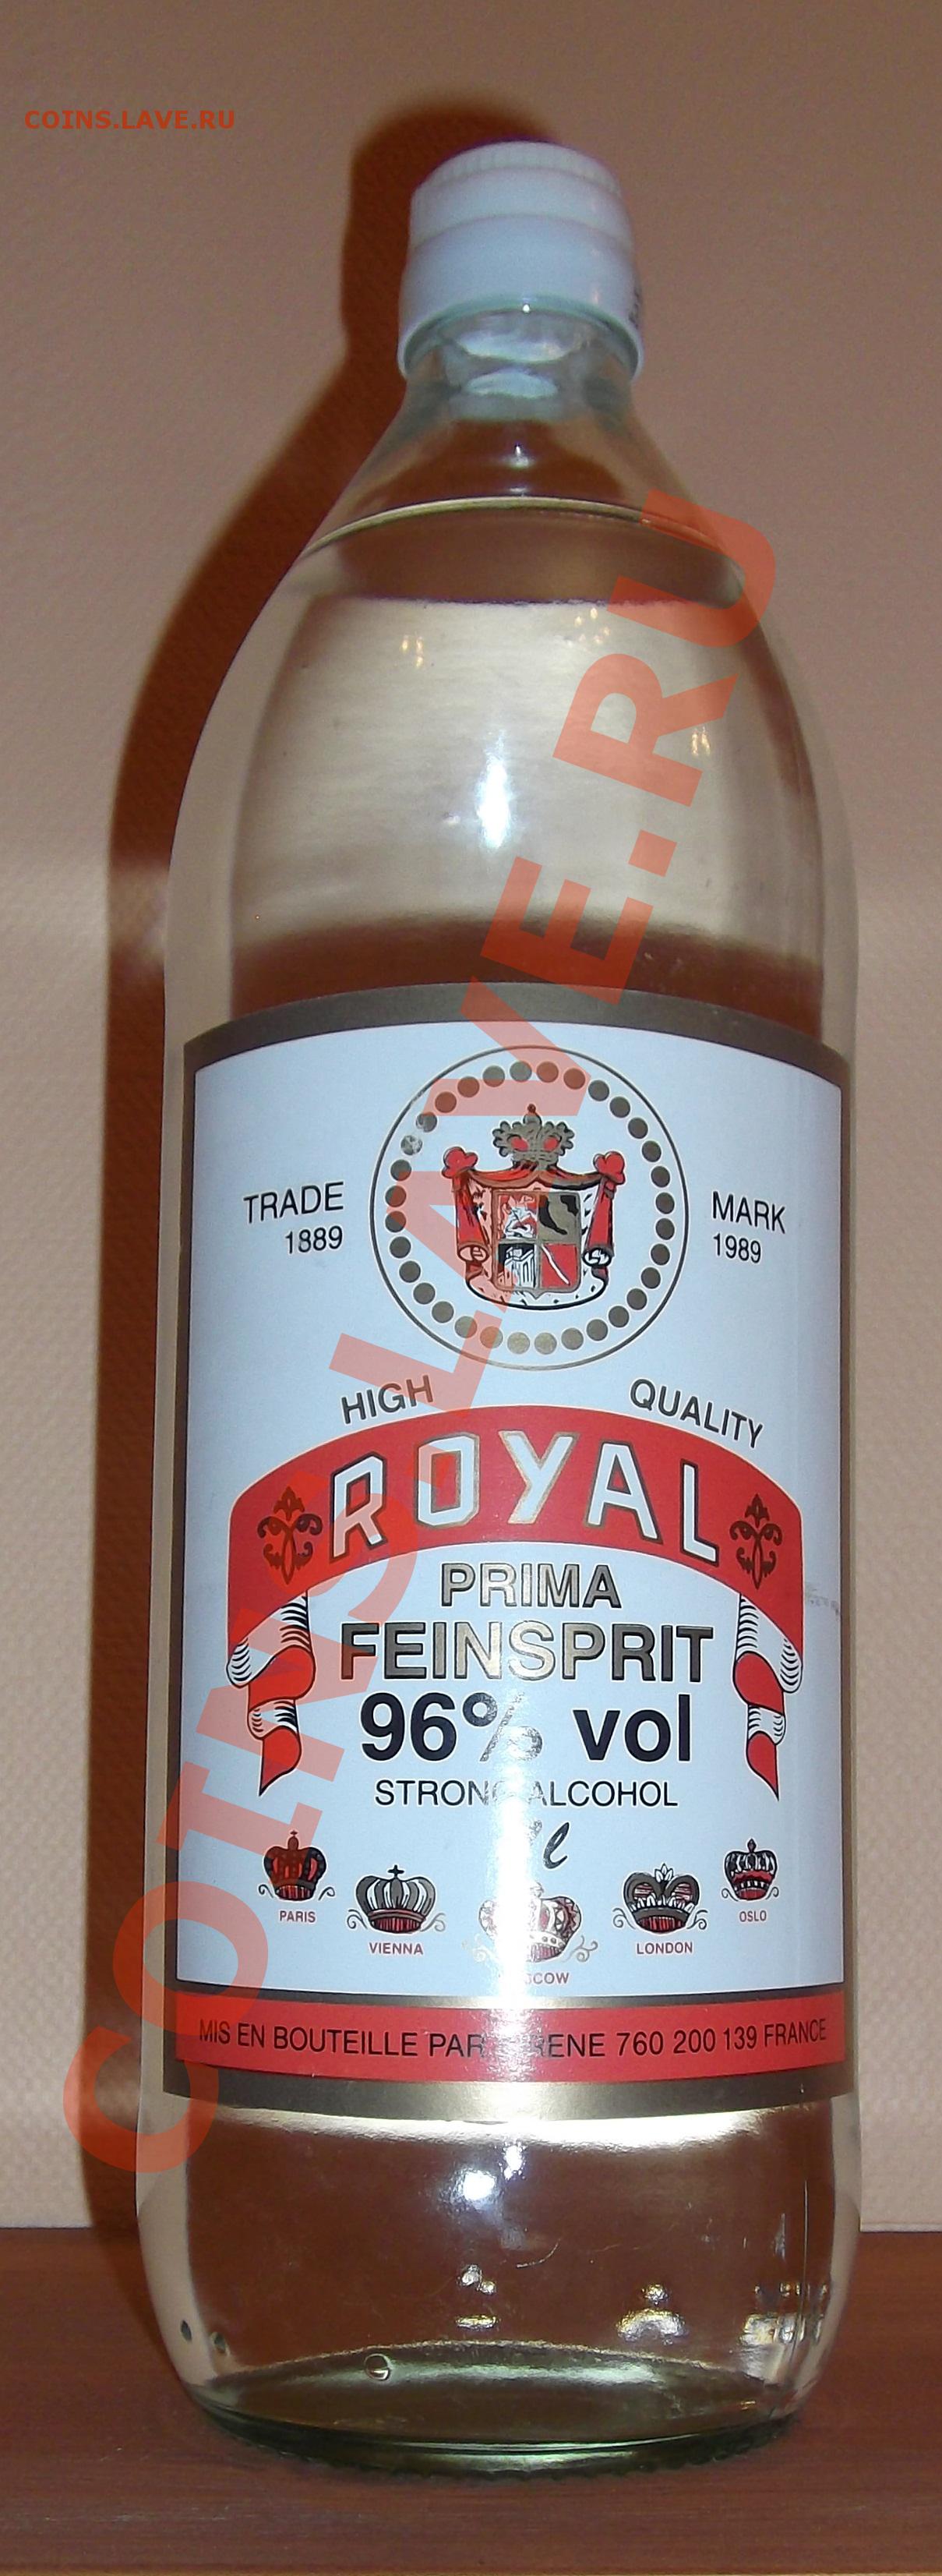 COINS.LAVE.RU
COINS.LAVE.RU
TRADE MARK
1889 1989
HIGH QUALITY
ROYAL
PRIMA
FEINSPRIT
96% vol
STRONG ALCOHOL
PARIS OSLO
VIENNA LONDON
MIS EN BOUTEILLE PAR 760 200 139 FRANCE